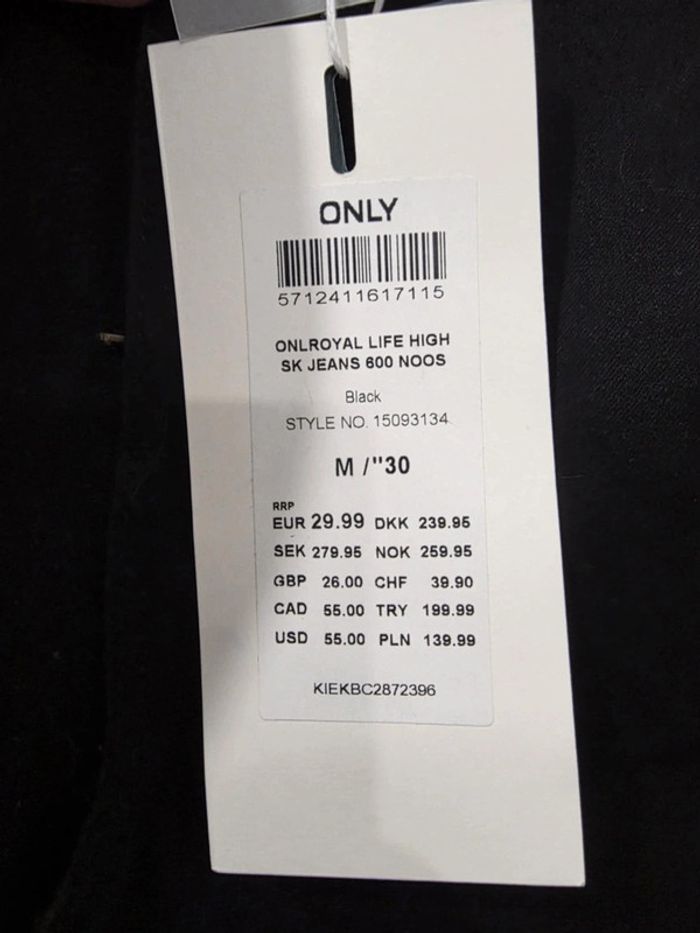 ONLY
5712411617115
ONLROYAL LIFE HIGH
SK JEANS 600 NOOS
Black
STYLE NO. 15093134
M /"30
RRP
EUR 29.99 DKK 239.95
SEK 279.95 NOK 259.95
GBP 26.00 CHF 39.90
CAD 55.00 TRY 199.99
USD 55.00 PLN 139.99
KIEKBC2872396